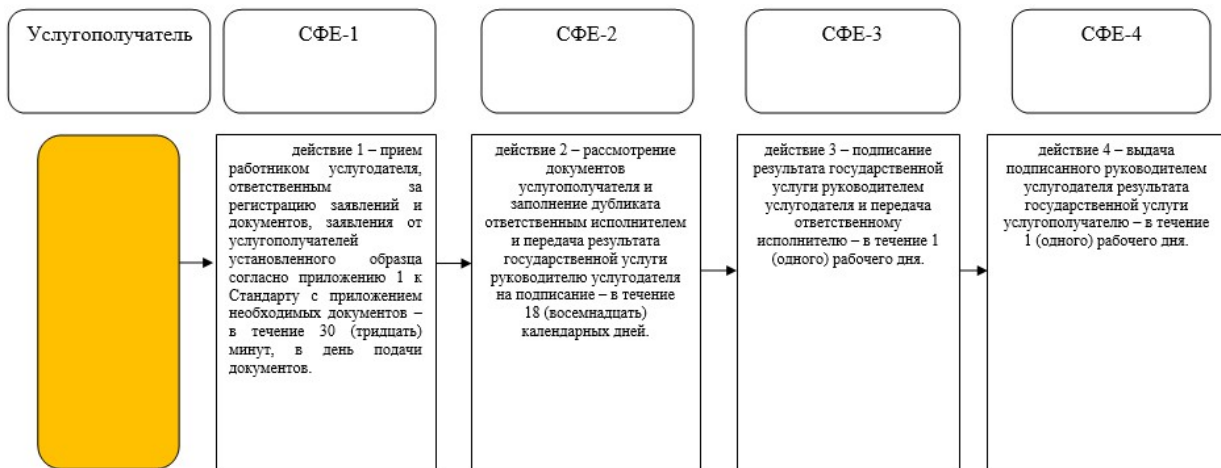 Услугополучатель
СФЕ-1
СФЕ-2
СФЕ-3
СФЕ-4
действие 1 – прием
работником услугодателя,
ответственным за
регистрацию заявлений и
документов, заявления от
услугополучателей
установленного образца
согласно приложению 1 к
Стандарту с приложением
необходимых документов –
в течение 30 (тридцать)
минут, в день подачи
документов.
действие 2 – рассмотрение
документов
услугополучателя и
заполнение дубликата
ответственным исполнителем
и передача результата
государственной услуги
руководителю услугодателя
на подписание – в течение
18 (восемнадцать)
календарных дней.
действие 3 – подписание
результата государственной
услуги руководителем
услугодателя и передача
ответственному
исполнителю – в течение 1
(одного) рабочего дня.
действие 4 – выдача
подписанного руководителем
услугодателя результата
государственной услуги
услугополучателю – в течение
1 (одного) рабочего дня.